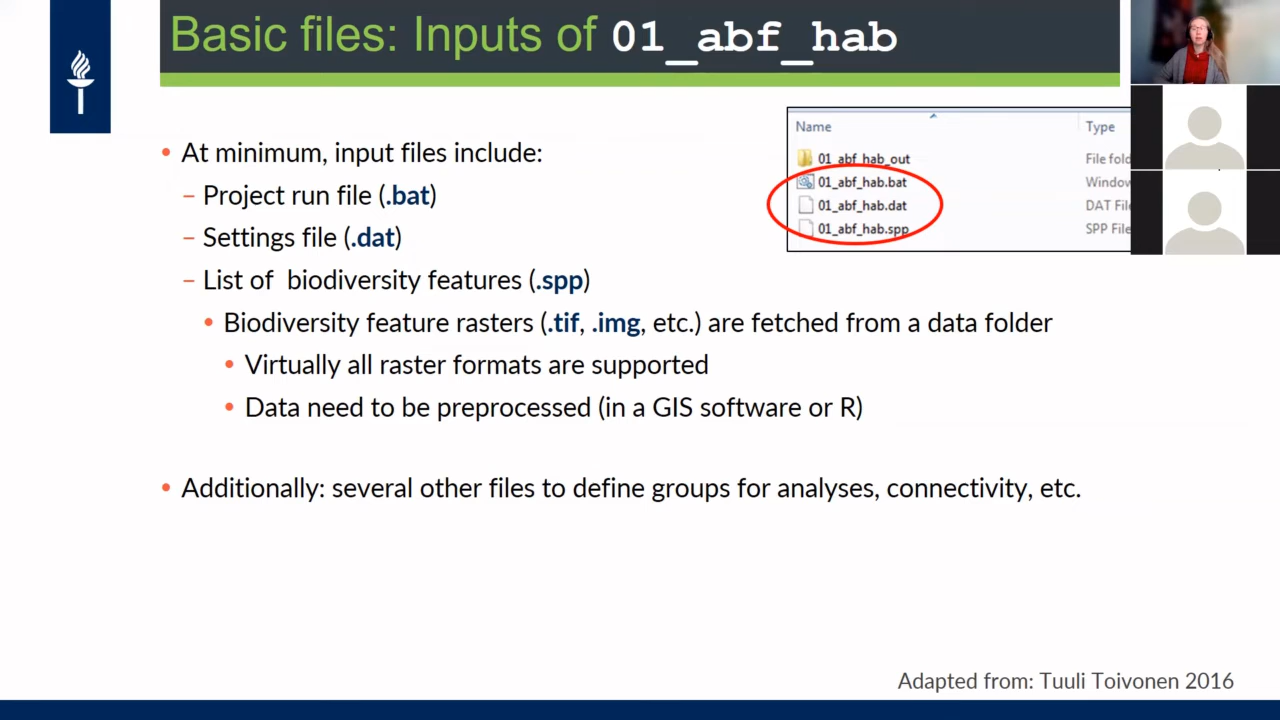 Basic files: Inputs of 01_abf_hab
• At minimum, input files include:
– Project run file (.bat)
– Settings file (.dat)
– List of biodiversity features (.spp)
• Biodiversity feature rasters (.tif, .img, etc.) are fetched from a data folder
• Virtually all raster formats are supported
• Data need to be preprocessed (in a GIS software or R)
• Additionally: several other files to define groups for analyses, connectivity, etc.
Name Type
01_abf_hab_out File fold
01_abf_hab.bat Window
01_abf_hab.dat DAT File
01_abf_hab.spp SPP File
Adapted from: Tuuli Toivonen 2016